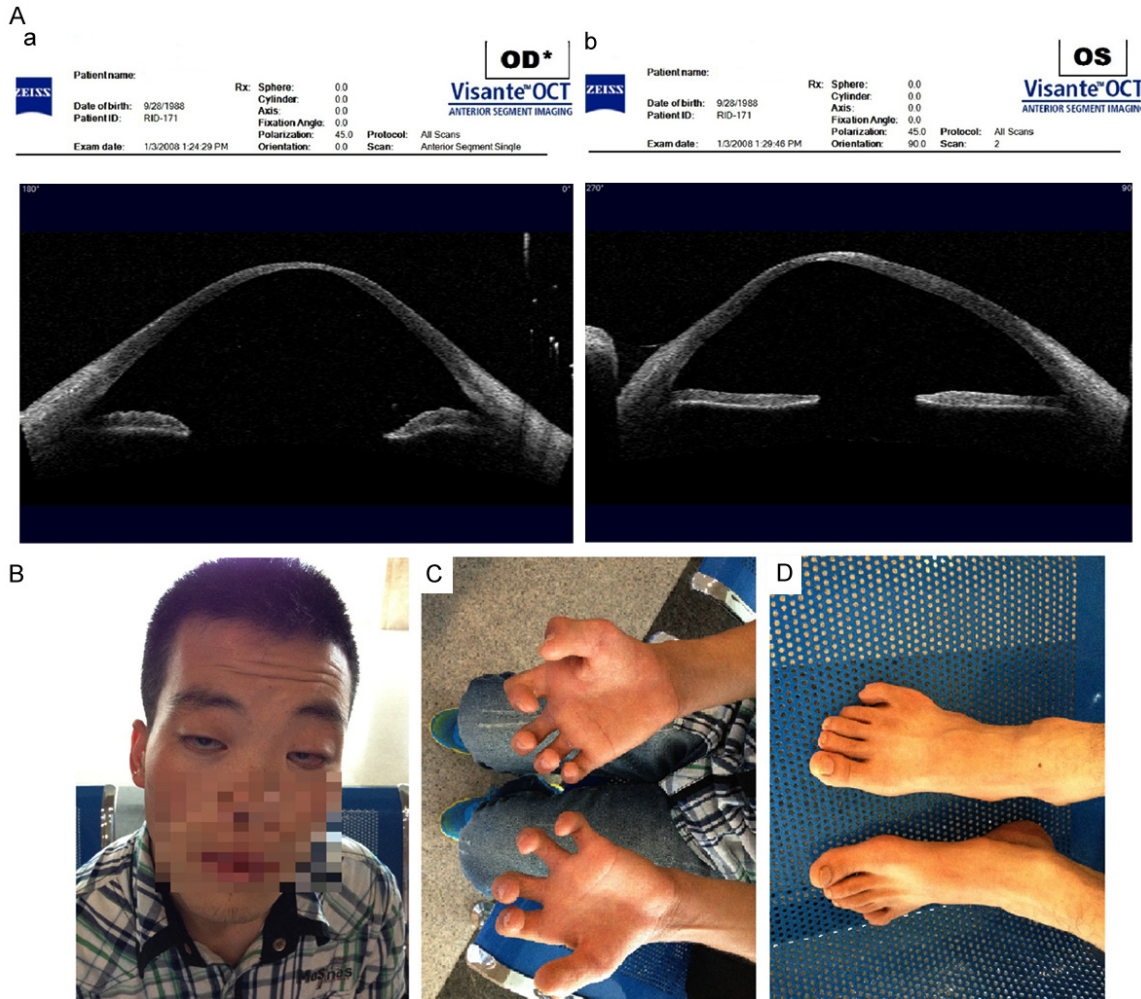 A
a
OD*
ZEISS
Patient name:
Date of birth: 9/28/1988
Patient ID: RID-171
Exam date: 1/3/2008 1:24:29 PM
Rx: Sphere: 0.0
Cylinder: 0.0
Axis: 0.0
Fixation Angle: 0.0
Polarization: 45.0
Orientation: 0.0
Protocol: All Scans
Scan: Anterior Segment Single
Visante™OCT
ANTERIOR SEGMENT IMAGING
180°
0°
b
OS
ZEISS
Patient name:
Date of birth: 9/28/1988
Patient ID: RID-171
Exam date: 1/3/2008 1:29:46 PM
Rx: Sphere: 0.0
Cylinder: 0.0
Axis: 0.0
Fixation Angle: 0.0
Polarization: 45.0
Orientation: 90.0
Protocol: All Scans
Scan: 2
Visante™OCT
ANTERIOR SEGMENT IMAGING
270°
90
B
C
D